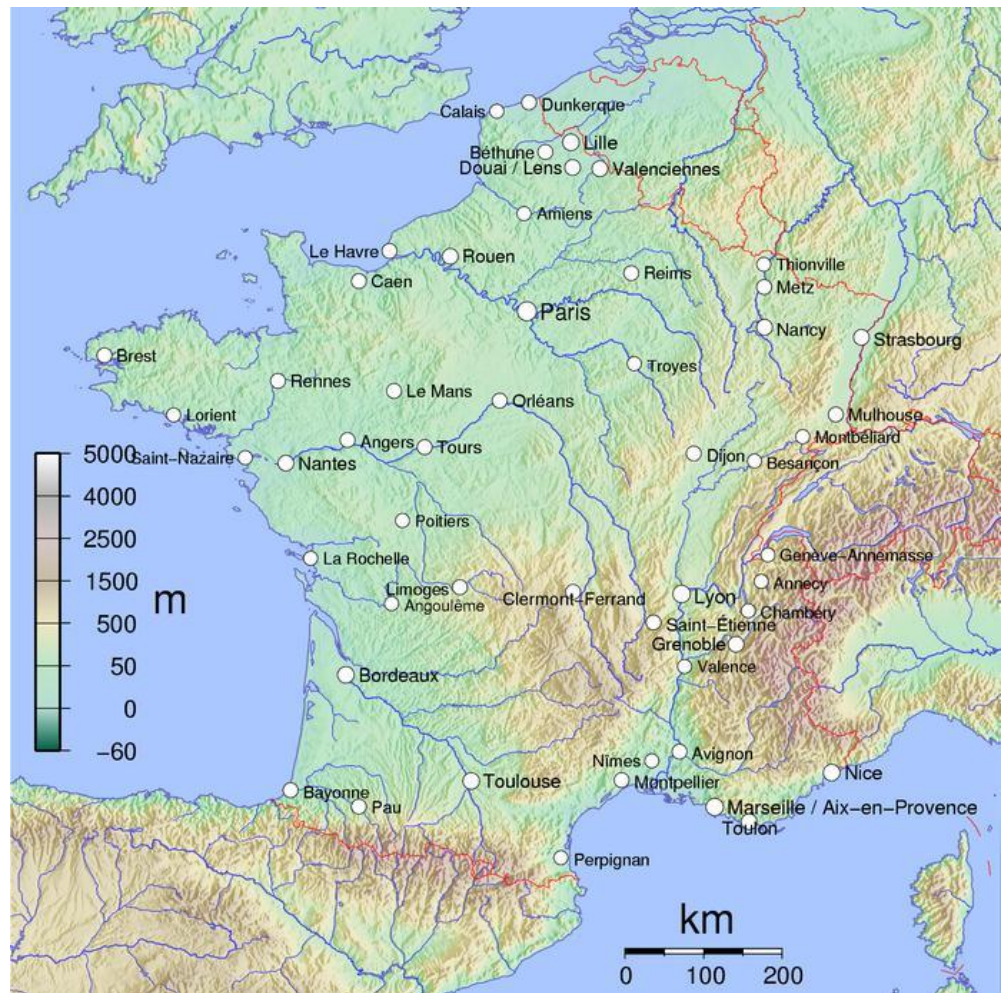 Dunkerque
Calais
Lille
Béthune
Douai / Lens
Valenciennes
Amiens
Le Havre
Rouen
Thionville
Reims
Caen
Metz
Paris
Nancy
Strasbourg
Brest
Troyes
Rennes
Le Mans
Orléans
Lorient
Mulhouse
Angers
Tours
Montbéliard
Saint-Nazaire
Nantes
Dijon
Besançon
Poitiers
La Rochelle
Genève-Annemasse
Annecy
Limoges
Angoulême
Clermont-Ferrand
Lyon
Chambéry
Saint-Étienne
Grenoble
Valence
Bordeaux
Avignon
Nîmes
Montpellier
Nice
Toulouse
Bayonne
Pau
Marseille / Aix-en-Provence
Toulon
Perpignan
5000
4000
2500
1500
500
50
0
-60
m
km
0 100 200